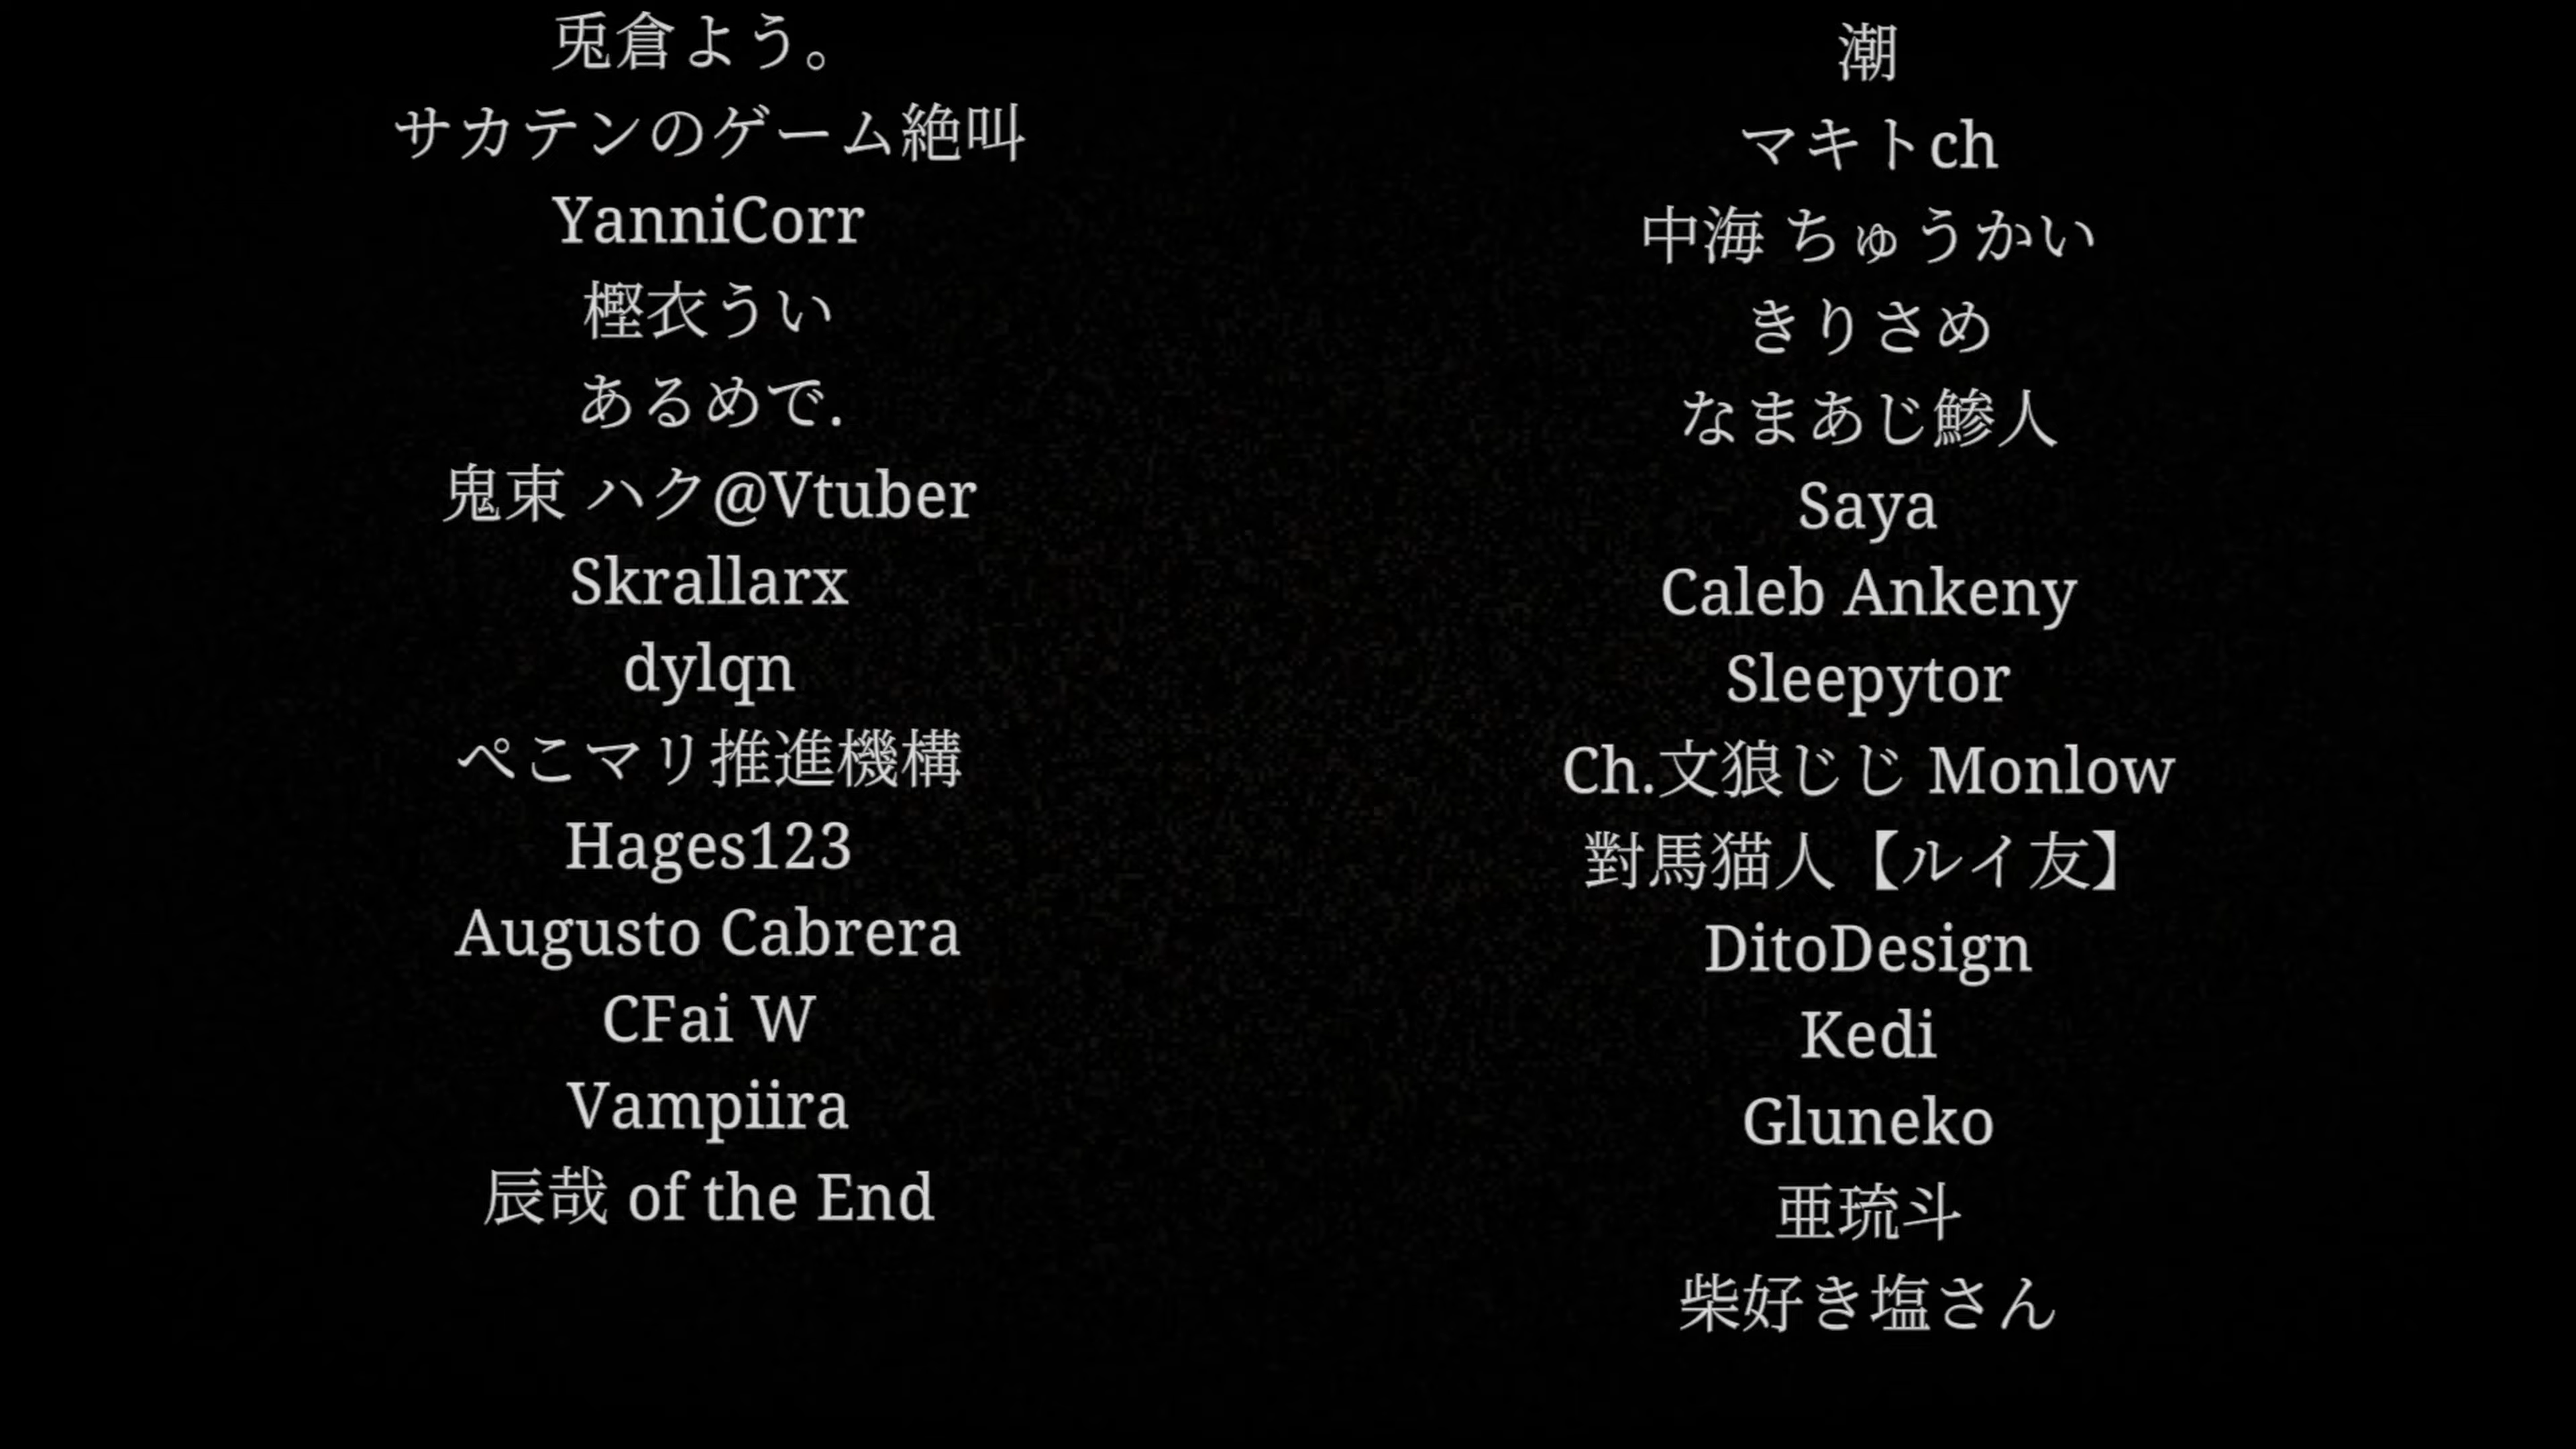 兎倉よう。
サカテンのゲーム絶叫
YanniCorr
樫衣うい
あるめで.
鬼束 ハク@Vtuber
Skrallarx
dylqn
ぺこマリ推進機構
Hages123
Augusto Cabrera
CFai W
Vampiira
辰哉 of the End
潮
マキトch
中海 ちゅうかい
きりさめ
なまあじ鯵人
Saya
Caleb Ankeny
Sleepytor
Ch.文狼じじ Monlow
對馬猫人【ルイ友】
DitoDesign
Kedi
Gluneko
亜琉斗
柴好き塩さん